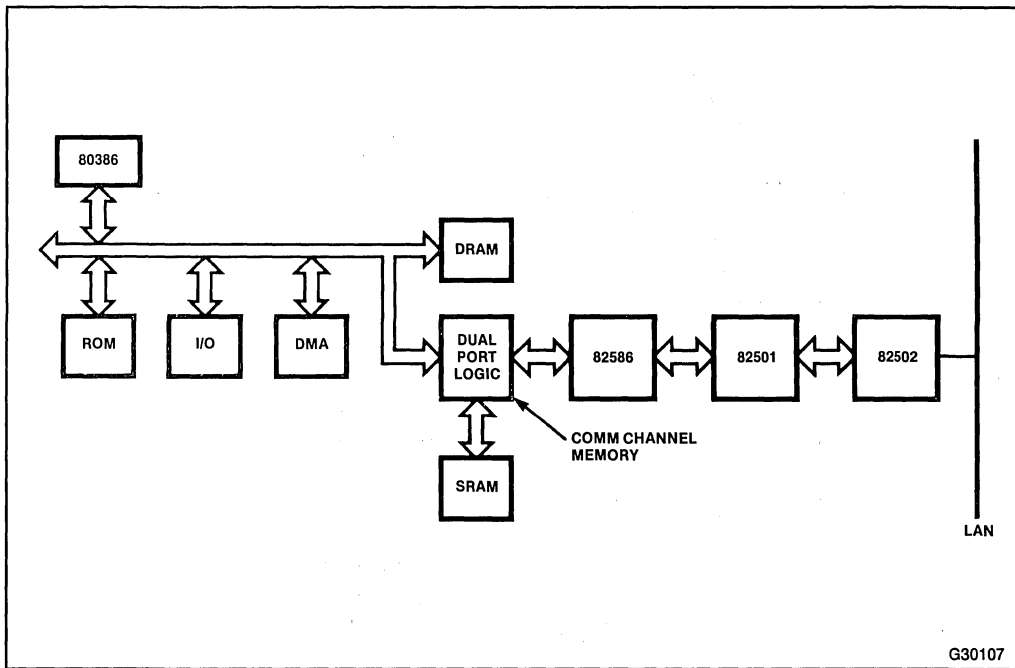 80386
DRAM
ROM
I/O
DMA
DUAL
PORT
LOGIC
82586
82501
82502
COMM CHANNEL
MEMORY
SRAM
LAN
G30107